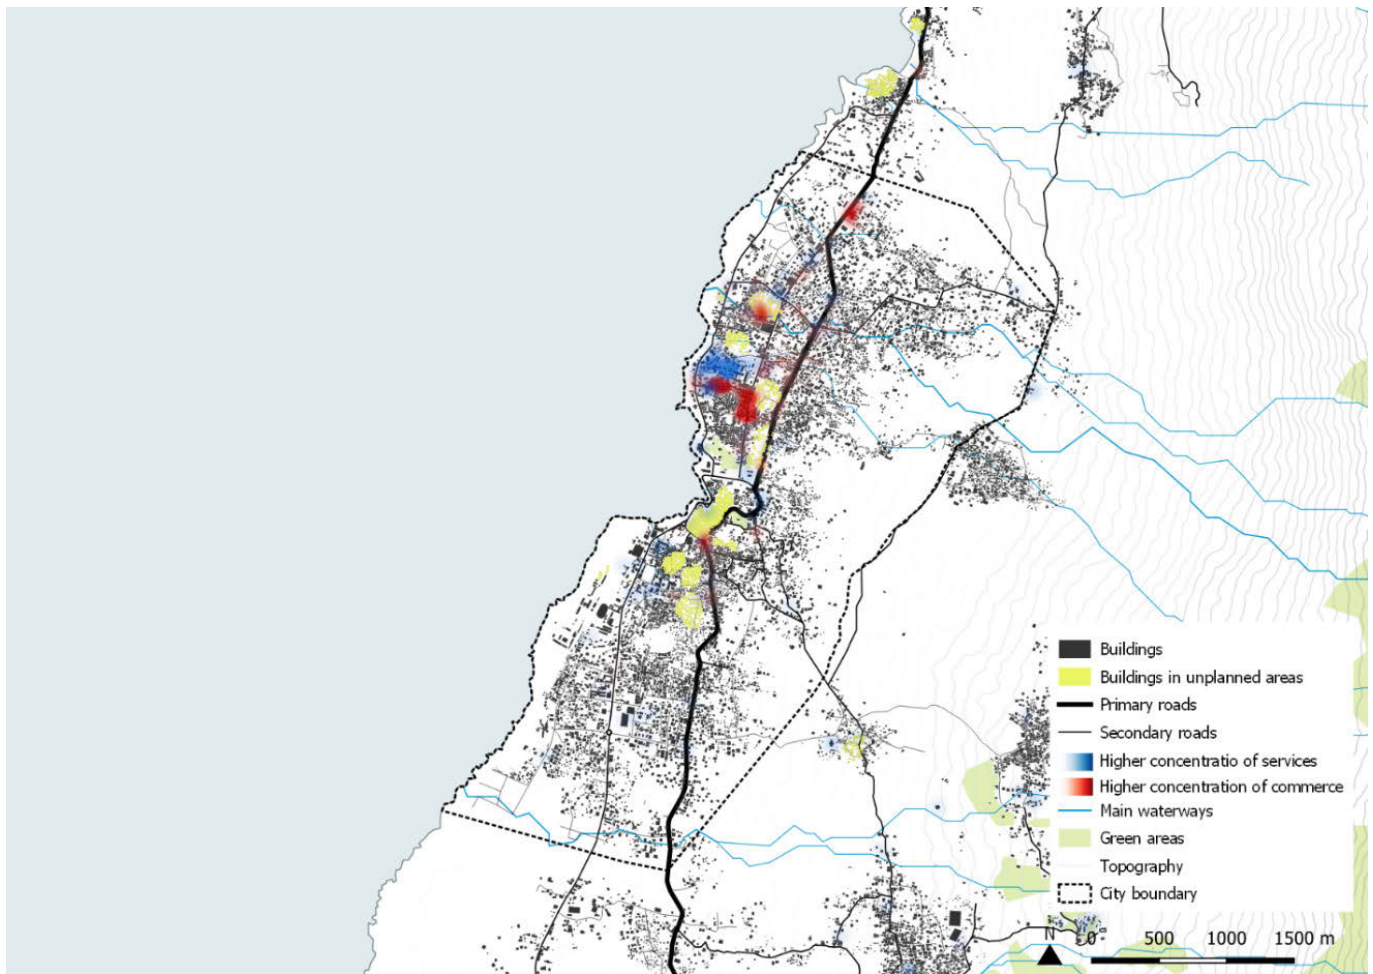 Buildings
Buildings in unplanned areas
Primary roads
Secondary roads
Higher concentratio of services
Higher concentration of commerce
Main waterways
Green areas
Topography
City boundary
N
0 500 1000 1500 m